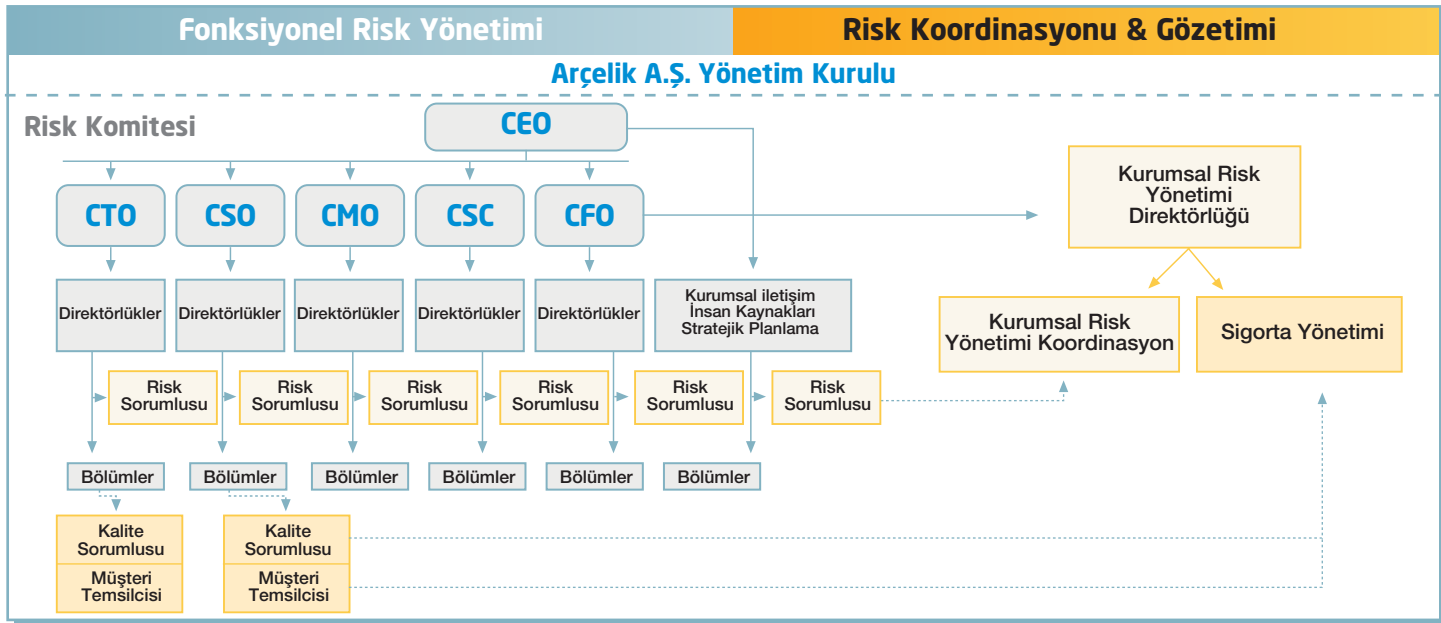 Fonksiyonel Risk Yönetimi
Risk Koordinasyonu & Gözetimi
Arçelik A.Ş. Yönetim Kurulu
Risk Komitesi
CEO
CTO
CSO
CMO
CSC
CFO
Kurumsal Risk
Yönetimi
Direktörlüğü
Direktörlükler
Direktörlükler
Direktörlükler
Direktörlükler
Direktörlükler
Kurumsal iletişim
İnsan Kaynakları
Stratejik Planlama
Kurumsal Risk
Yönetimi Koordinasyon
Sigorta Yönetimi
Risk
Sorumlusu
Risk
Sorumlusu
Risk
Sorumlusu
Risk
Sorumlusu
Risk
Sorumlusu
Risk
Sorumlusu
Bölümler
Bölümler
Bölümler
Bölümler
Bölümler
Bölümler
Kalite
Sorumlusu
Müşteri
Temsilcisi
Kalite
Sorumlusu
Müşteri
Temsilcisi